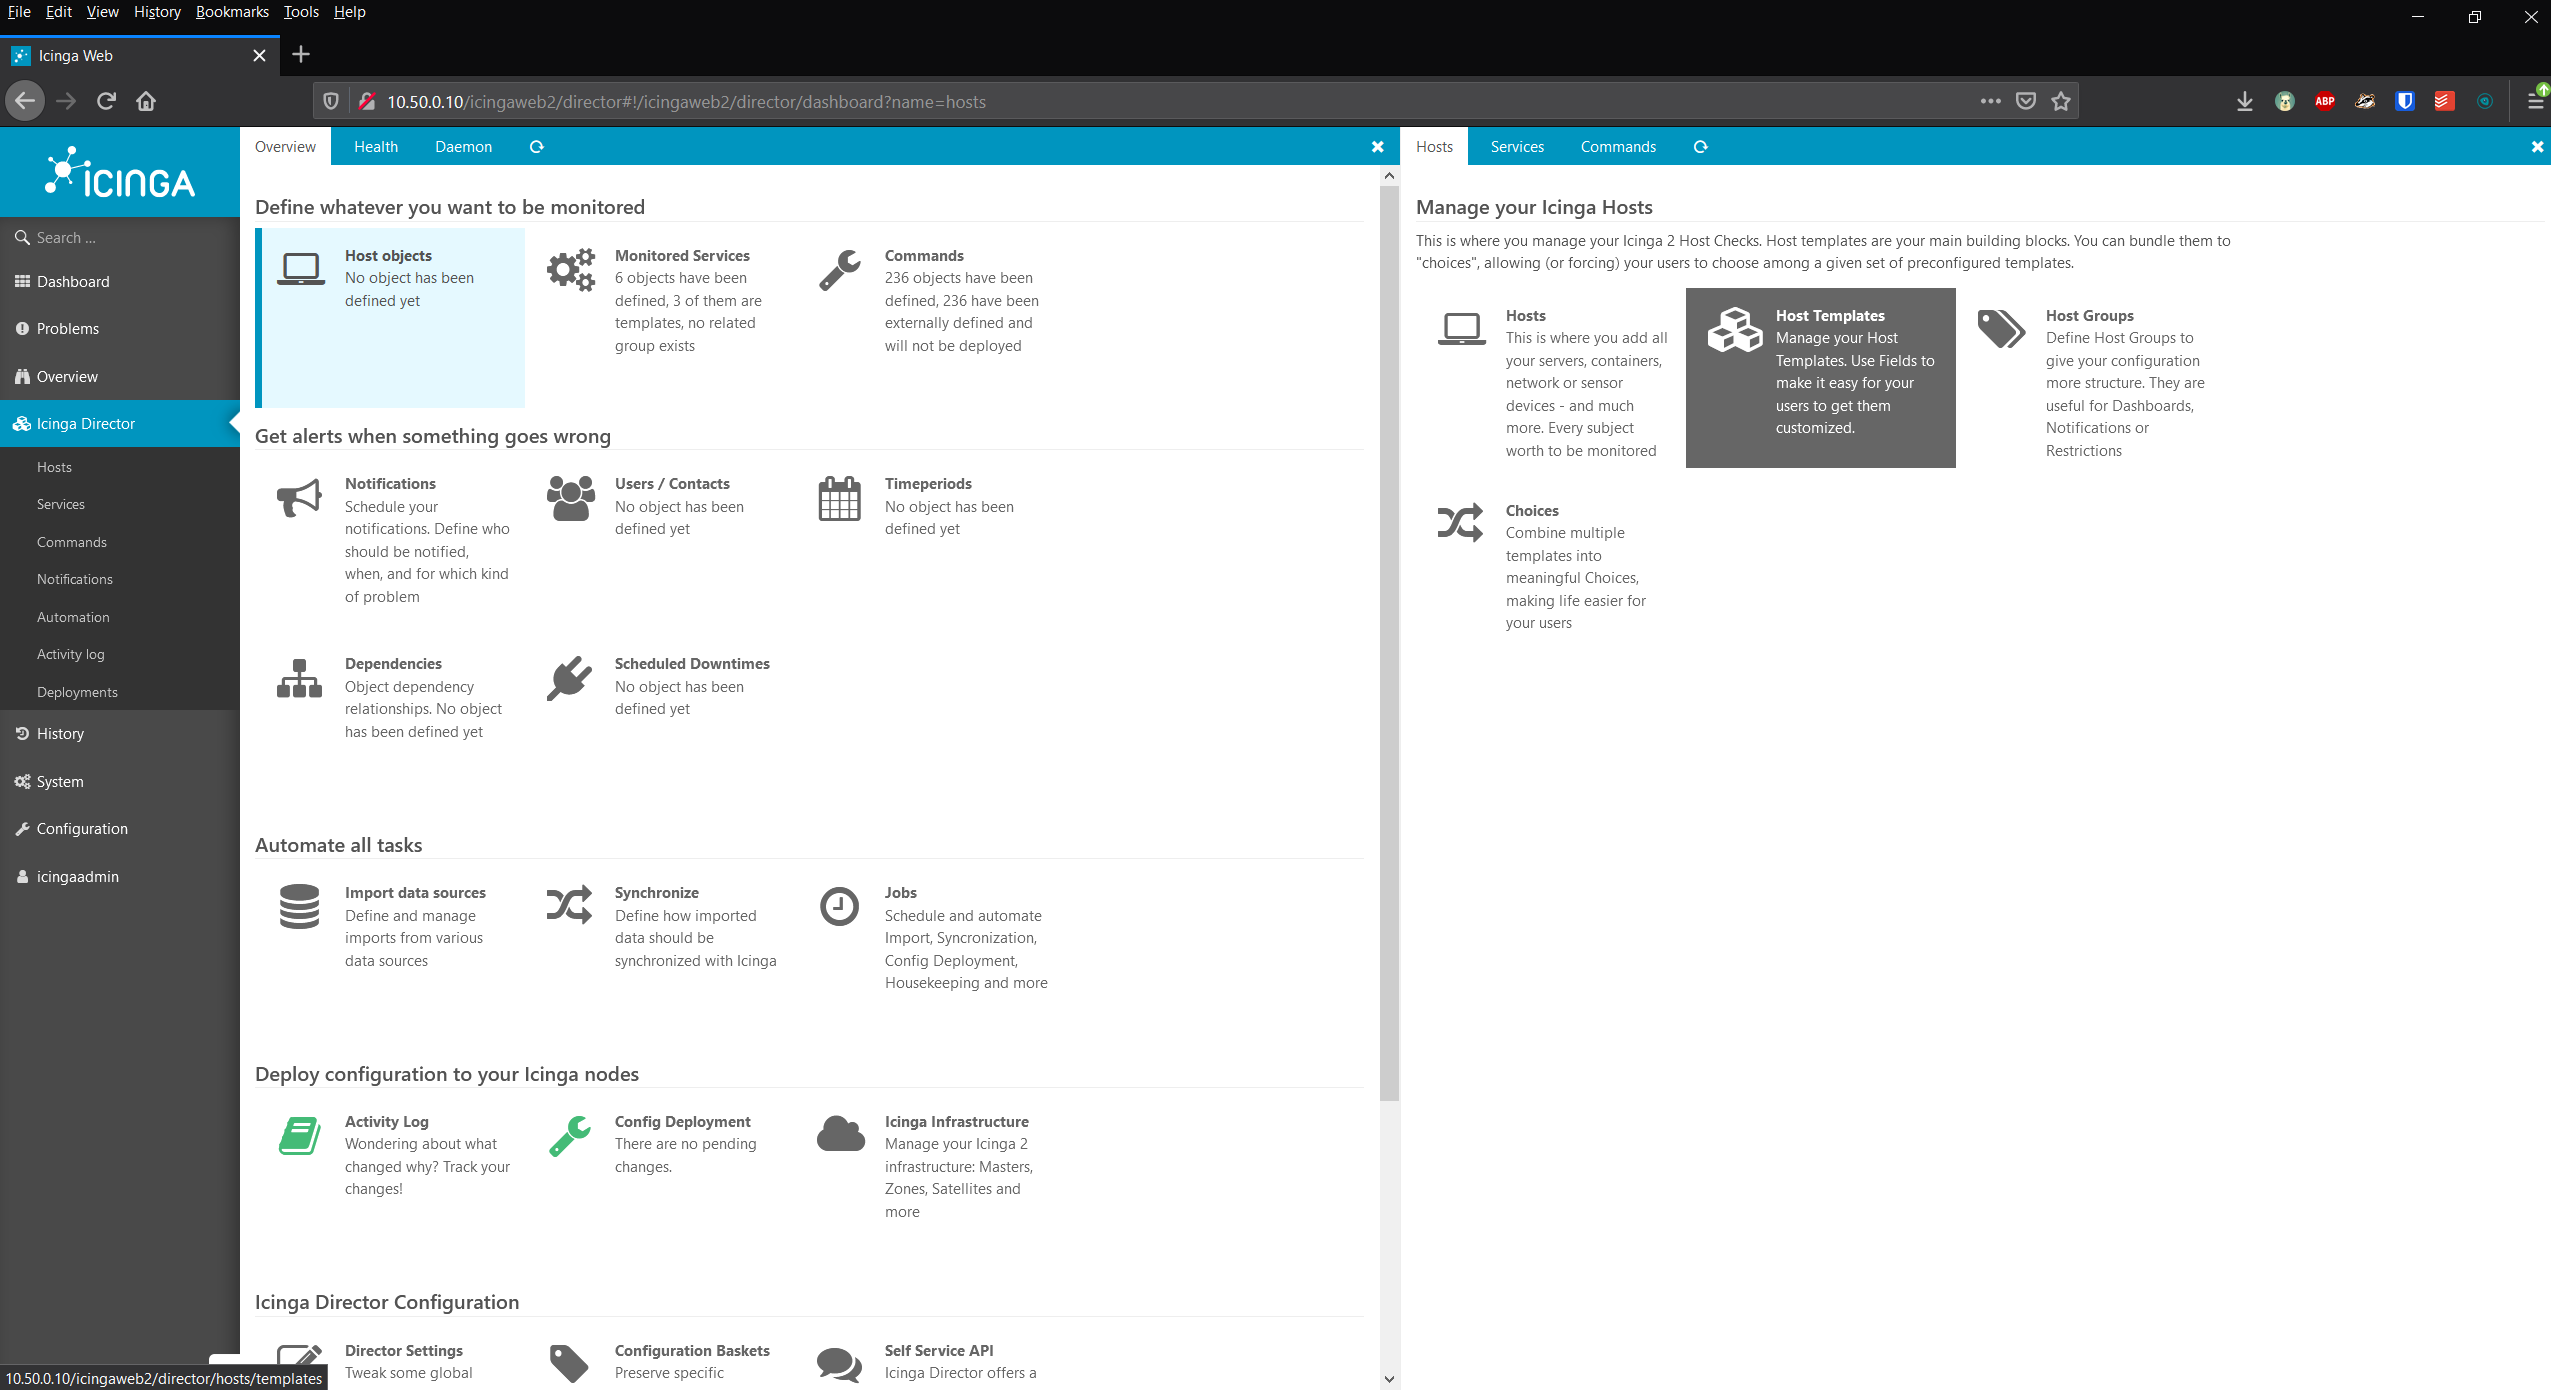 File Edit View History Bookmarks Tools Help
Icinga Web
10.50.0.10/icingaweb2/director#!/icingaweb2/director/dashboard?name=hosts
ABP
ICINGA
Search ...
Dashboard
Problems
Overview
Icinga Director
Hosts
Services
Commands
Notifications
Automation
Activity log
Deployments
History
System
Configuration
icingaadmin
Overview Health Daemon
Define whatever you want to be monitored
Host objects
No object has been
defined yet
Monitored Services
6 objects have been
defined, 3 of them are
templates, no related
group exists
Commands
236 objects have been
defined, 236 have been
externally defined and
will not be deployed
Get alerts when something goes wrong
Notifications
Schedule your
notifications. Define who
should be notified,
when, and for which kind
of problem
Users / Contacts
No object has been
defined yet
Timeperiods
No object has been
defined yet
Dependencies
Object dependency
relationships. No object
has been defined yet
Scheduled Downtimes
No object has been
defined yet
Automate all tasks
Import data sources
Define and manage
imports from various
data sources
Synchronize
Define how imported
data should be
synchronized with Icinga
Jobs
Schedule and automate
Import, Syncronization,
Config Deployment,
Housekeeping and more
Deploy configuration to your Icinga nodes
Activity Log
Wondering about what
changed why? Track your
changes!
Config Deployment
There are no pending
changes.
Icinga Infrastructure
Manage your Icinga 2
infrastructure: Masters,
Zones, Satellites and
more
Icinga Director Configuration
Director Settings
Tweak some global
Configuration Baskets
Preserve specific
Self Service API
Icinga Director offers a
Hosts Services Commands
Manage your Icinga Hosts
This is where you manage your Icinga 2 Host Checks. Host templates are your main building blocks. You can bundle them to
"choices", allowing (or forcing) your users to choose among a given set of preconfigured templates.
Hosts
This is where you add all
your servers, containers,
network or sensor
devices - and much
more. Every subject
worth to be monitored
Host Templates
Manage your Host
Templates. Use Fields to
make it easy for your
users to get them
customized.
Host Groups
Define Host Groups to
give your configuration
more structure. They are
useful for Dashboards,
Notifications or
Restrictions
Choices
Combine multiple
templates into
meaningful Choices,
making life easier for
your users
10.50.0.10/icingaweb2/director/hosts/templates